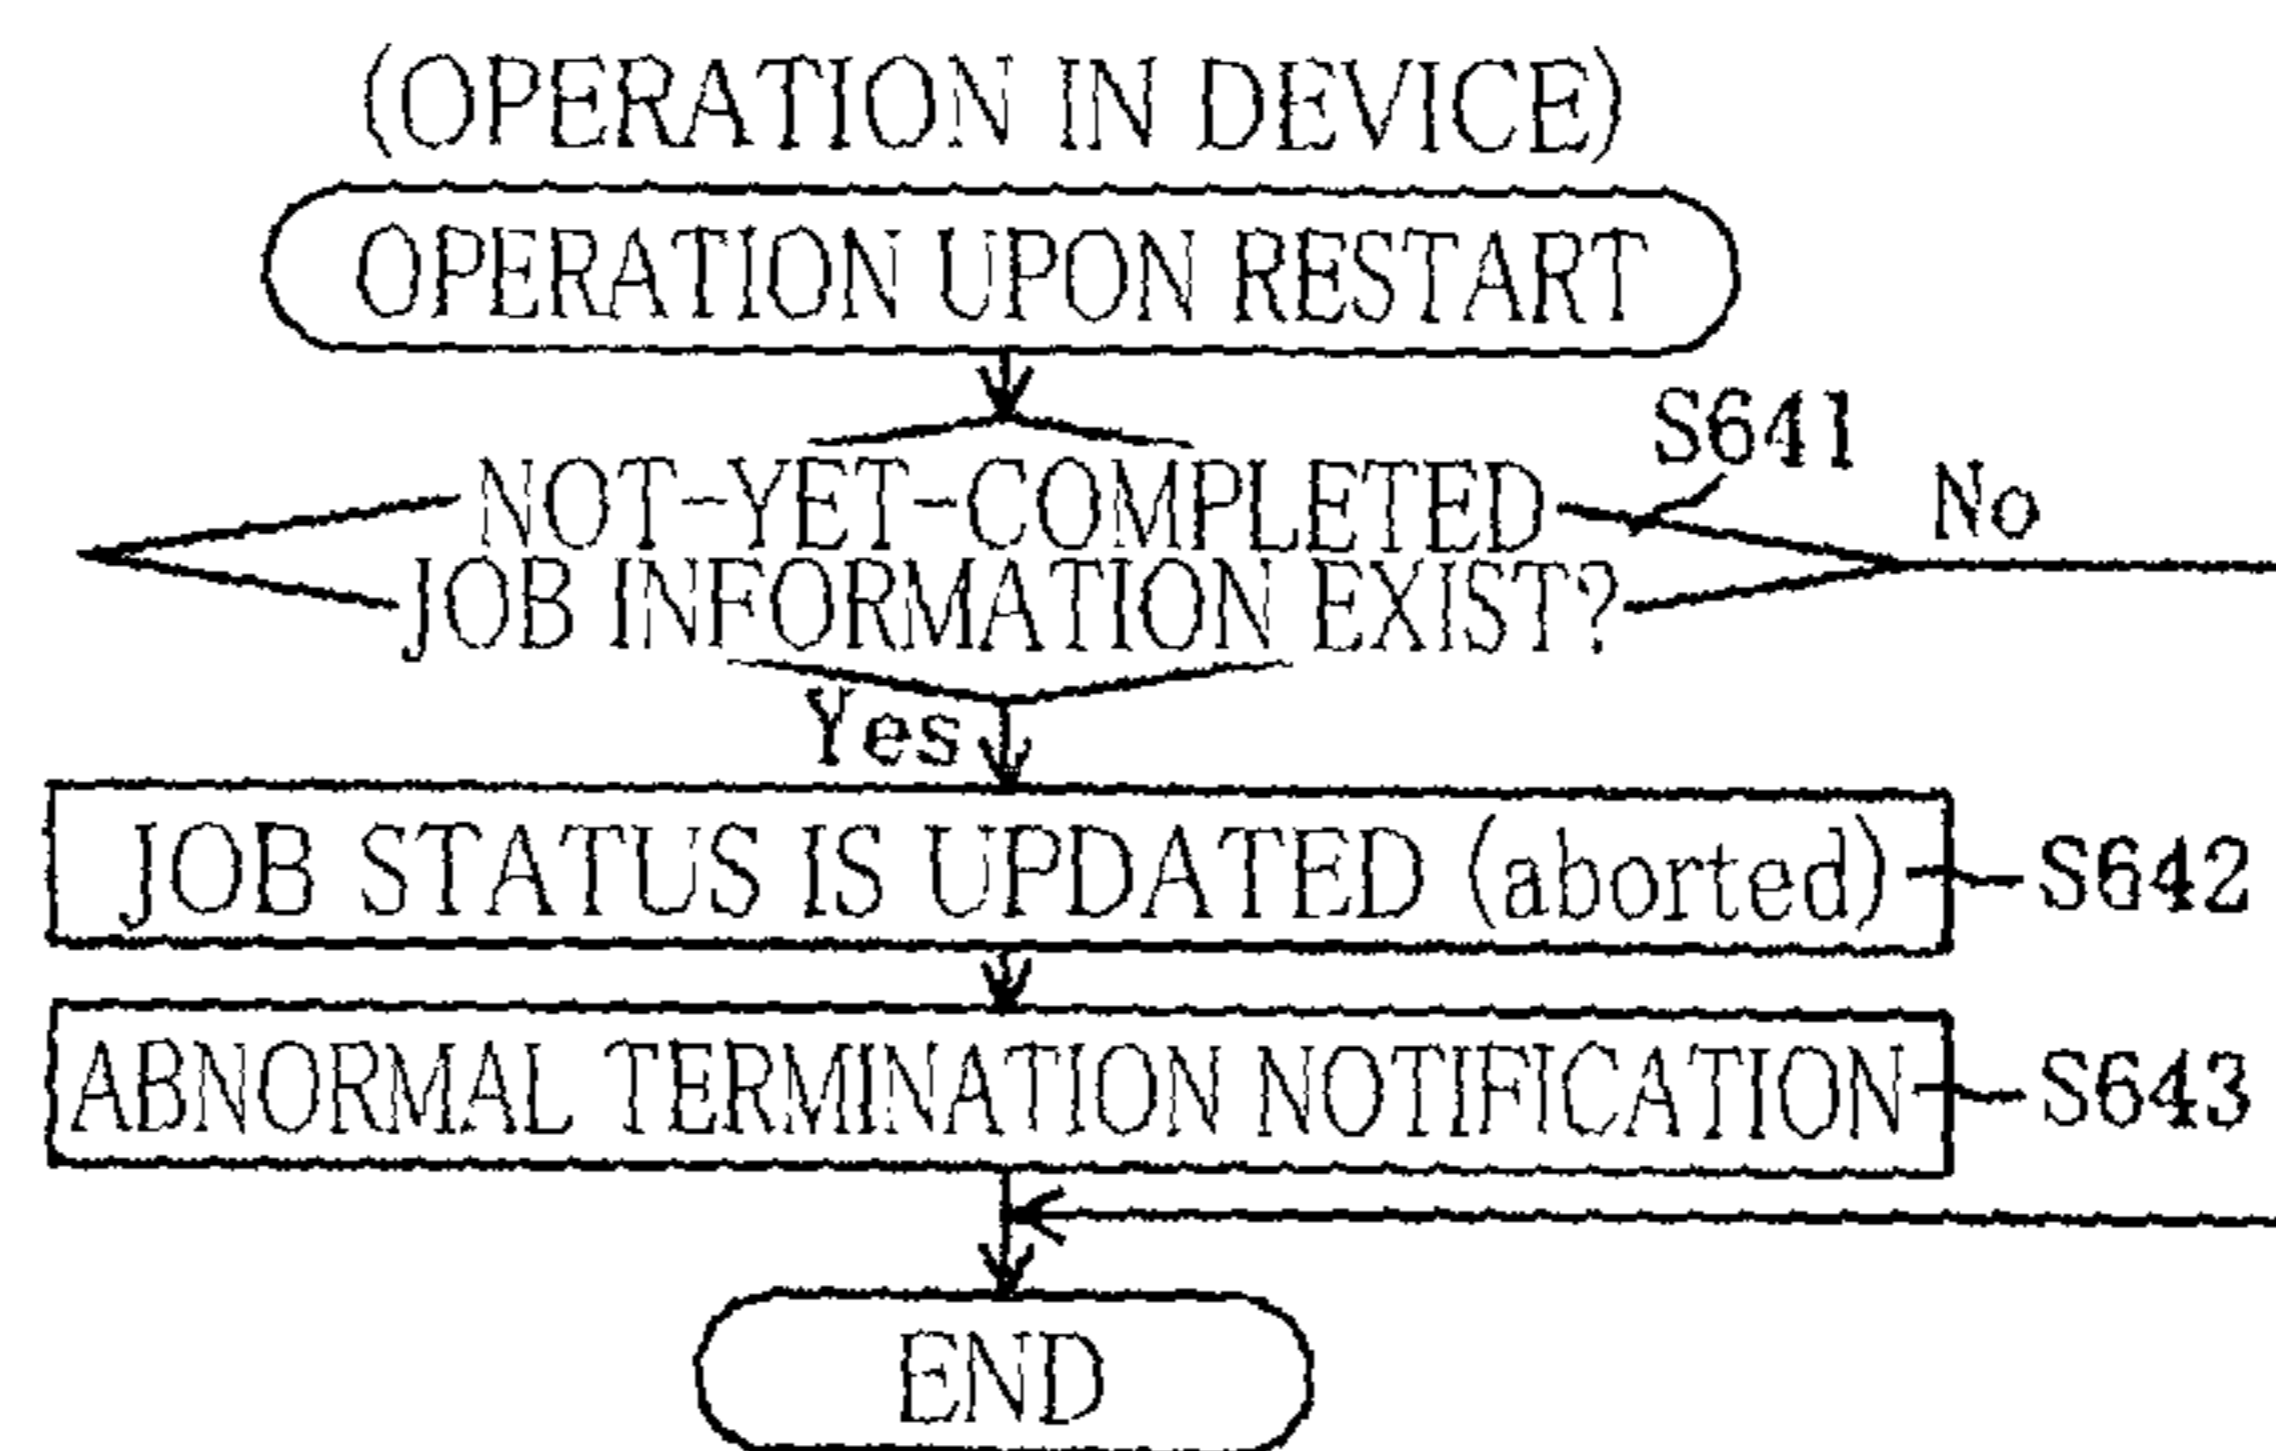 (OPERATION IN DEVICE)
OPERATION UPON RESTART
S641
NOT-YET-COMPLETED
No
JOB INFORMATION EXIST?
Yes
JOB STATUS IS UPDATED (aborted)
S642
ABNORMAL TERMINATION NOTIFICATION
S643
END